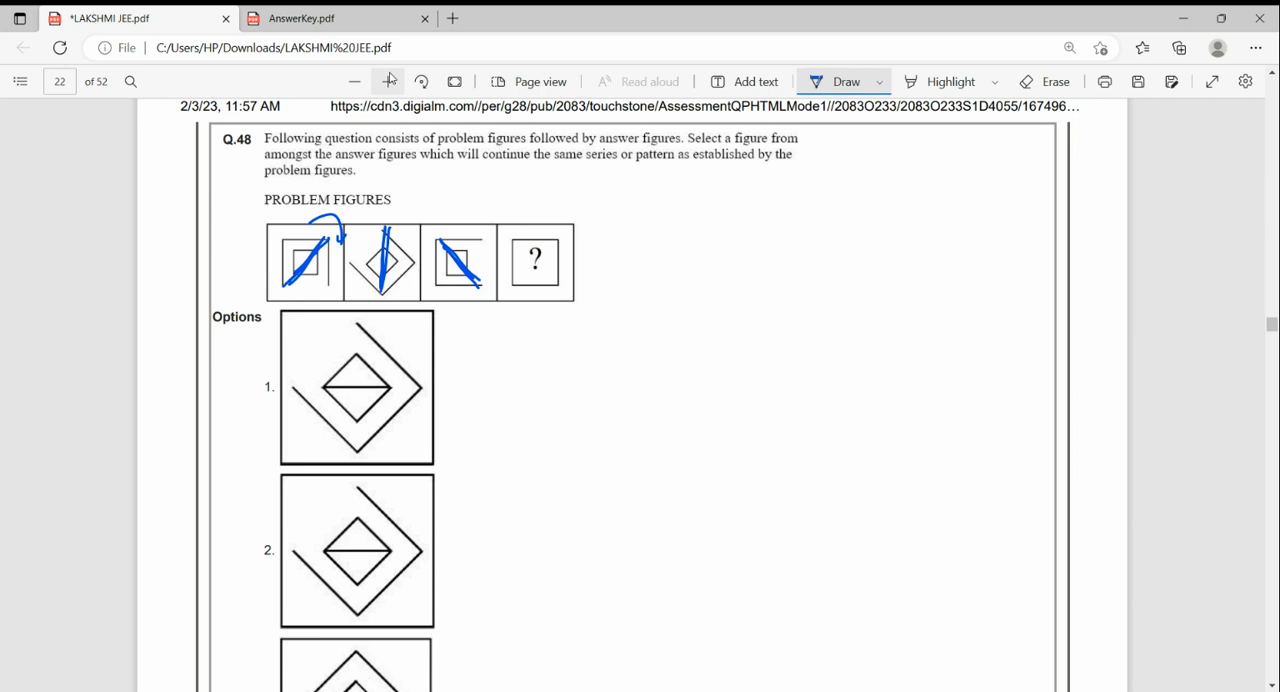 *LAKSHMI JEE.pdf
AnswerKey.pdf
File
C:/Users/HP/Downloads/LAKSHMI%20JEE.pdf
22 of 52
Page view
Read aloud
Add text
Draw
Highlight
Erase
2/3/23, 11:57 AM
https://cdn3.digialm.com//per/g28/pub/2083/touchstone/AssessmentQPHTMLMode1//2083O233/2083O233S1D4055/167496...
Q.48 Following question consists of problem figures followed by answer figures. Select a figure from
amongst the answer figures which will continue the same series or pattern as established by the
problem figures.
PROBLEM FIGURES
?
Options
1.
2.